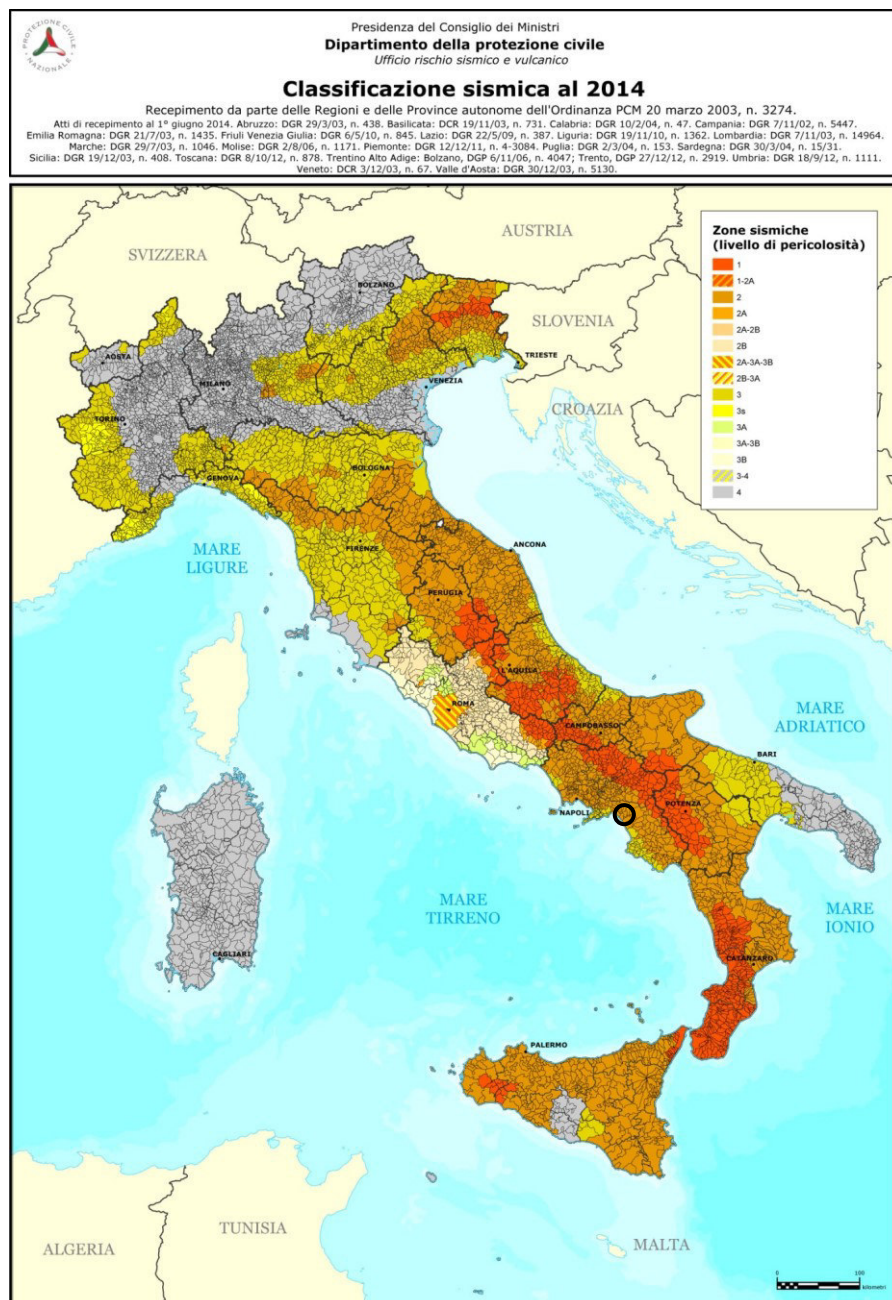 PROTEZIONE CIVILE
NAZIONALE
Presidenza del Consiglio dei Ministri
Dipartimento della protezione civile
Ufficio rischio sismico e vulcanico
Classificazione sismica al 2014
Recepimento da parte delle Regioni e delle Province autonome dell'Ordinanza PCM 20 marzo 2003, n. 3274.
Atti di recepimento al 1° giugno 2014. Abruzzo: DGR 29/3/03, n. 438. Basilicata: DCR 19/11/03, n. 731. Calabria: DGR 10/2/04, n. 47. Campania: DGR 7/11/02, n. 5447.
Emilia Romagna: DGR 21/7/03, n. 1435. Friuli Venezia Giulia: DGR 6/5/10, n. 845. Lazio: DGR 22/5/09, n. 387. Liguria: DGR 19/11/10, n. 1362. Lombardia: DGR 7/11/03, n. 14964.
Marche: DGR 29/7/03, n. 1046. Molise: DGR 2/8/06, n. 1171. Piemonte: DGR 12/12/11, n. 4-3084. Puglia: DGR 2/3/04, n. 153. Sardegna: DGR 30/3/04, n. 15/31.
Sicilia: DGR 19/12/03, n. 408. Toscana: DGR 8/10/12, n. 878. Trentino Alto Adige: Bolzano, DGP 6/11/06, n. 4047; Trento, DGP 27/12/12, n. 2919. Umbria: DGR 18/9/12, n. 1111.
Veneto: DCR 3/12/03, n. 67. Valle d'Aosta: DGR 30/12/03, n. 5130.
AUSTRIA
SVIZZERA
Zone sismiche
(livello di pericolosità)
1
1-2A
2
2A
2A-2B
2B
2A-3A-3B
2B-3A
3
3s
3A
3A-3B
3B
3-4
4
BOLZANO
SLOVENIA
AOSTA
TRIESTE
MILANO
VENEZIA
CROAZIA
TORINO
BOLOGNA
GENOVA
MARE
LIGURE
FIRENZE
ANCONA
PERUGIA
L'AQUILA
ROMA
MARE
ADRIATICO
CAMPOBASSO
BARI
NAPOLI
POTENZA
MARE
TIRRENO
MARE
IONIO
CAGLIARI
CATANZARO
PALERMO
TUNISIA
ALGERIA
MALTA
0 100
kilometri